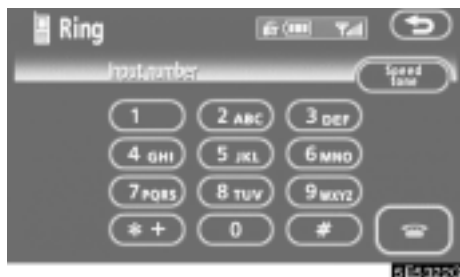 Ring
Input number
Speed tone
1 2 ABC 3 DEF
4 GHI 5 JKL 6 MNO
7 PQRS 8 TUV 9 WXYZ
* + 0 #